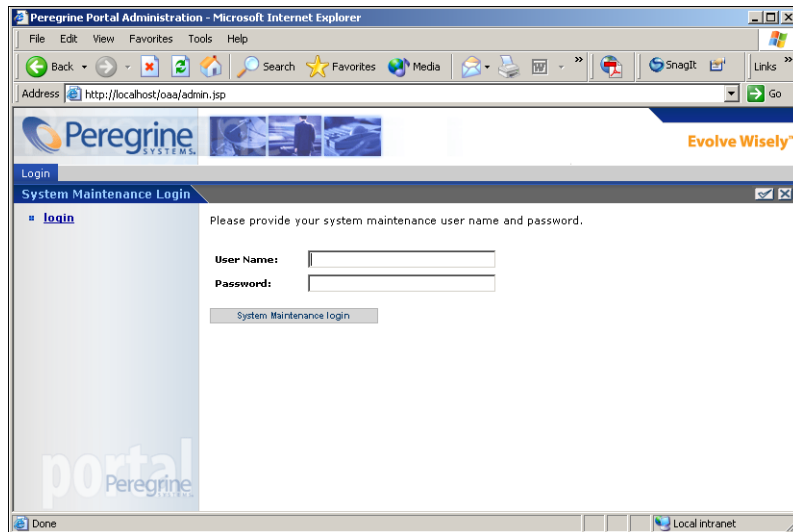 Peregrine Portal Administration - Microsoft Internet Explorer
File Edit View Favorites Tools Help
Back Search Favorites Media » SnagIt Links »
Address http://localhost/oaa/admin.jsp Go
Peregrine
SYSTEMS.
Evolve Wisely™
Login
System Maintenance Login
login
Please provide your system maintenance user name and password.
User Name:
Password:
System Maintenance login
portal
Peregrine
SYSTEMS
Done
Local intranet